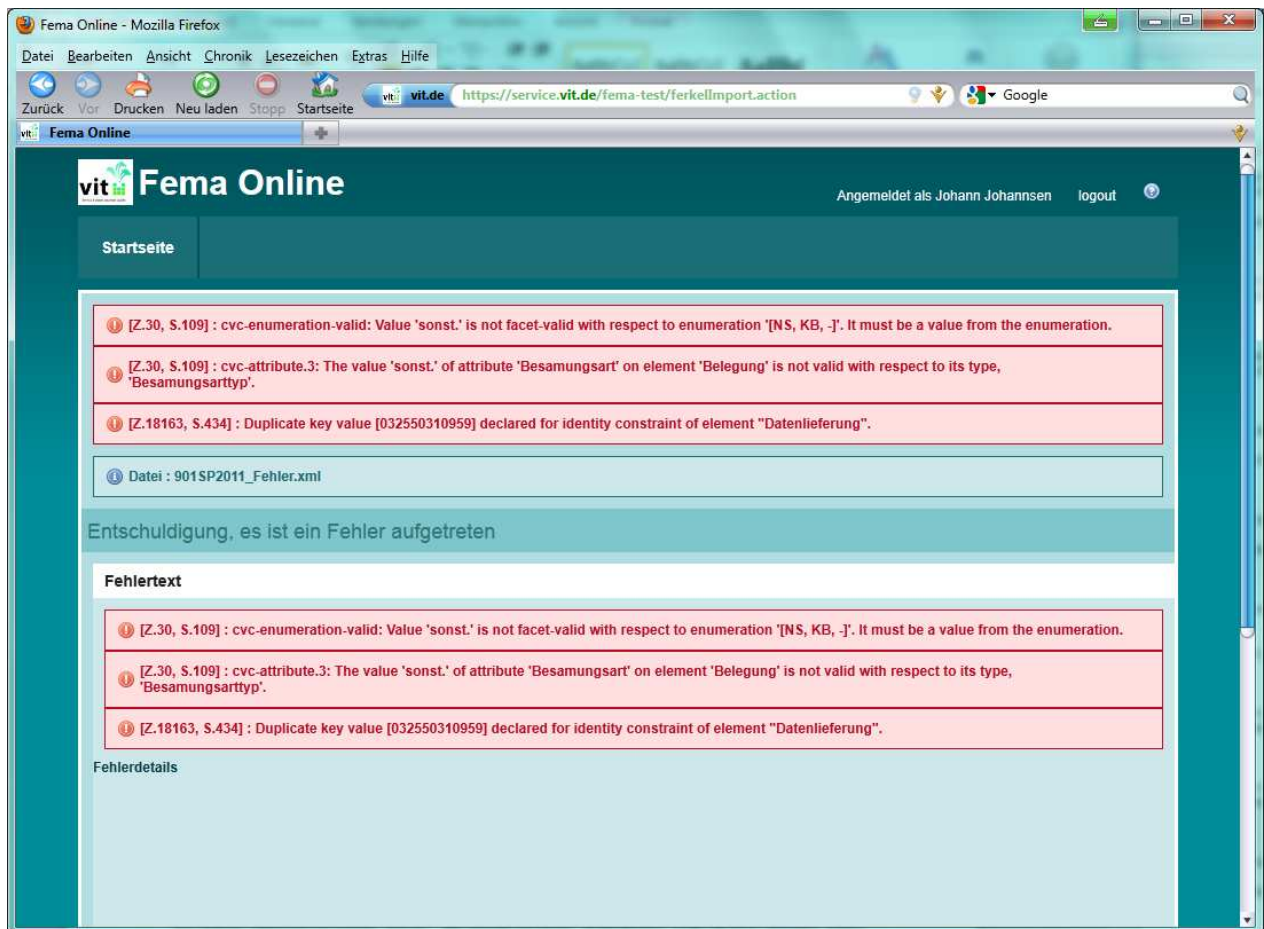 Fema Online - Mozilla Firefox
Datei Bearbeiten Ansicht Chronik Lesezeichen Extras Hilfe
Zurück Vor Drucken Neu laden Stopp Startseite
vit vit.de https://service.vit.de/fema-test/ferkelImport.action Google
vit Fema Online
vit Fema Online
Angemeldet als Johann Johannsen logout
Startseite
[Z.30, S.109] : cvc-enumeration-valid: Value 'sonst.' is not facet-valid with respect to enumeration '[NS, KB, -]'. It must be a value from the enumeration.
[Z.30, S.109] : cvc-attribute.3: The value 'sonst.' of attribute 'Besamungsart' on element 'Belegung' is not valid with respect to its type,
'Besamungsarttyp'.
[Z.18163, S.434] : Duplicate key value [032550310959] declared for identity constraint of element "Datenlieferung".
Datei : 901SP2011_Fehler.xml
Entschuldigung, es ist ein Fehler aufgetreten
Fehlertext
[Z.30, S.109] : cvc-enumeration-valid: Value 'sonst.' is not facet-valid with respect to enumeration '[NS, KB, -]'. It must be a value from the enumeration.
[Z.30, S.109] : cvc-attribute.3: The value 'sonst.' of attribute 'Besamungsart' on element 'Belegung' is not valid with respect to its type,
'Besamungsarttyp'.
[Z.18163, S.434] : Duplicate key value [032550310959] declared for identity constraint of element "Datenlieferung".
Fehlerdetails